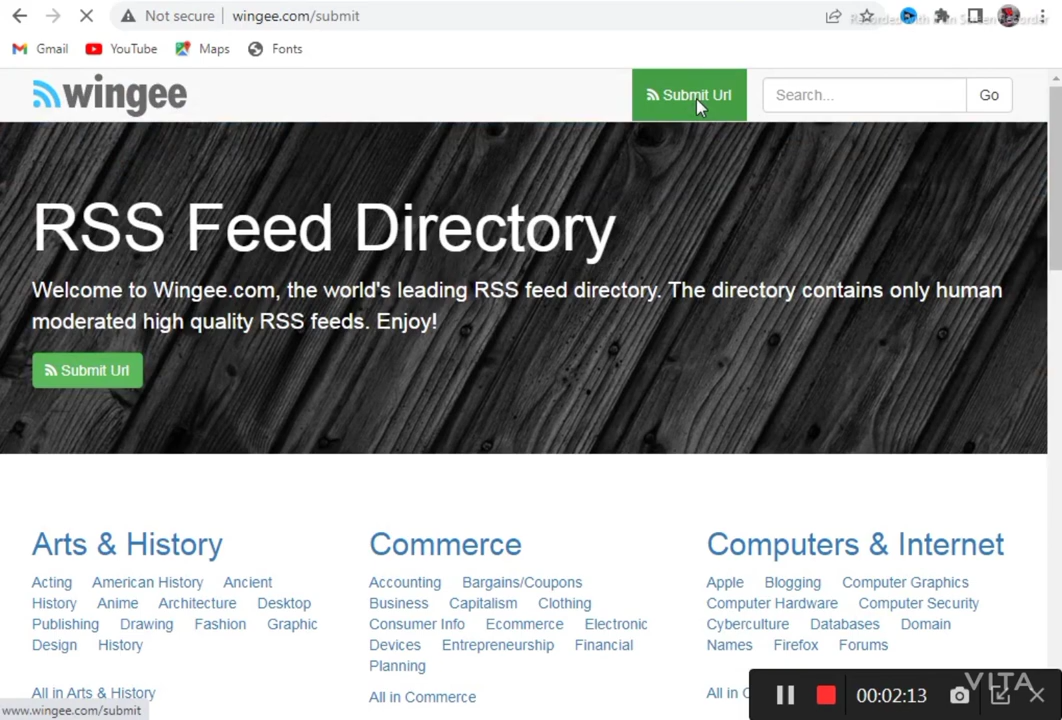 Not secure wingee.com/submit
Gmail YouTube Maps Fonts
wingee
Submit Url
Search...
Go
RSS Feed Directory
Welcome to Wingee.com, the world's leading RSS feed directory. The directory contains only human
moderated high quality RSS feeds. Enjoy!
Submit Url
Arts & History
Acting American History Ancient
History Anime Architecture Desktop
Publishing Drawing Fashion Graphic
Design History
All in Arts & History
Commerce
Accounting Bargains/Coupons
Business Capitalism Clothing
Consumer Info Ecommerce Electronic
Devices Entrepreneurship Financial
Planning
All in Commerce
Computers & Internet
Apple Blogging Computer Graphics
Computer Hardware Computer Security
Cyberculture Databases Domain
Names Firefox Forums
All in C
www.wingee.com/submit
00:02:13
VITA